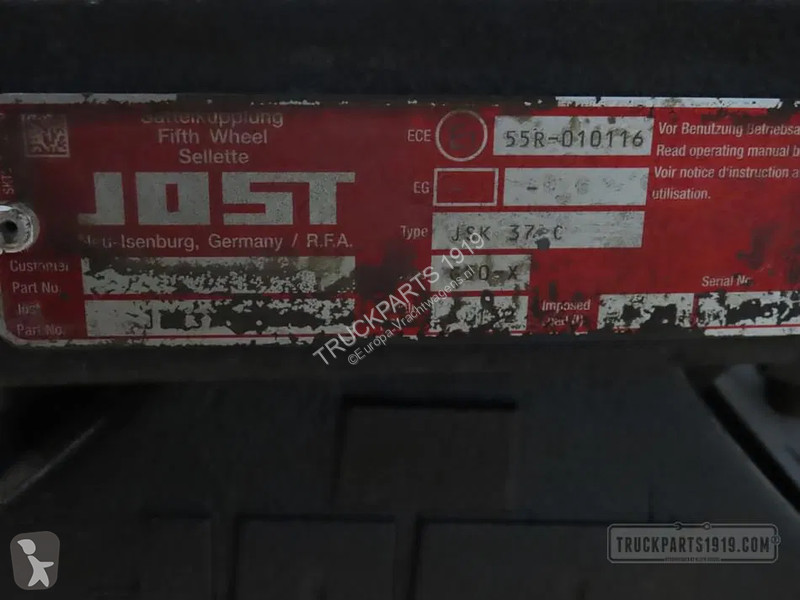 Sattelkupplung
Fifth Wheel
Sellette
JOST
Neu-Isenburg, Germany / R.F.A.
Customer
Part No.
Jost
Part No.
ECE 55R-010116
EG
Type JSK 37 C
Imposed
Serial No.
Vor Benutzung Betriebsa
Read operating manual b
Voir notice d'instruction a
utilisation.
TRUCKPARTS 1919
©Europa-Vrachtwagens.nl
TRUCKPARTS1919.COM